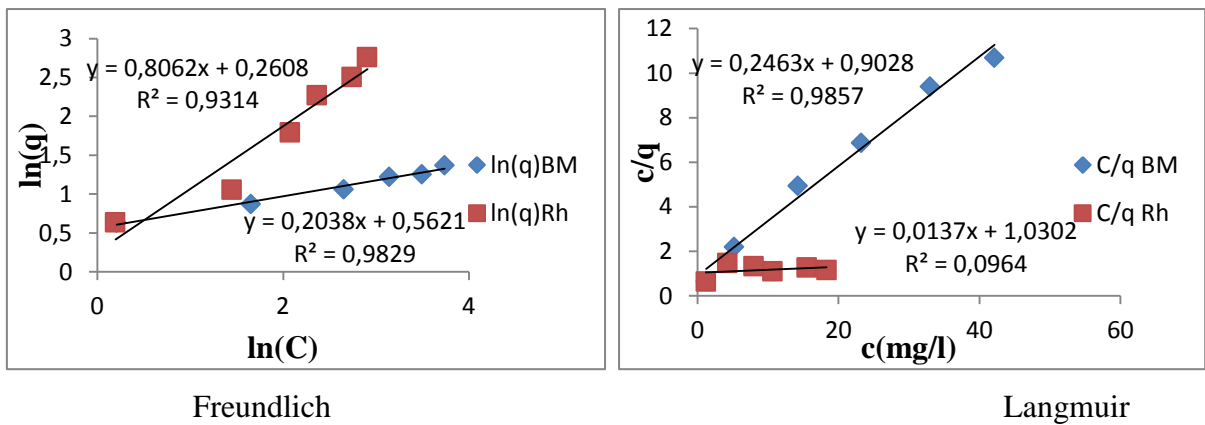 3
2,5
2
1,5
1
0,5
0
ln(q)
y = 0,8062x + 0,2608
R² = 0,9314
y = 0,2038x + 0,5621
R² = 0,9829
ln(q)BM
ln(q)Rh
0 2 4
ln(C)
Freundlich
12
10
8
6
4
2
0
c/q
y = 0,2463x + 0,9028
R² = 0,9857
y = 0,0137x + 1,0302
R² = 0,0964
C/q BM
C/q Rh
0 20 40 60
c(mg/l)
Langmuir